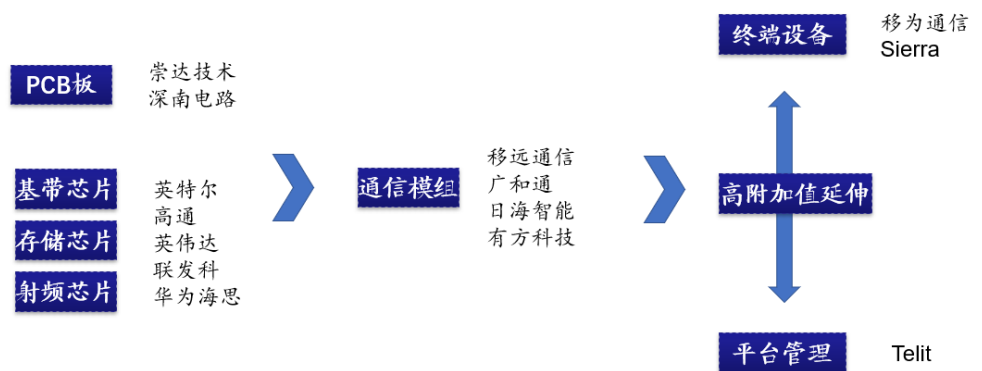 PCB板
崇达技术
深南电路
基带芯片
存储芯片
射频芯片
英特尔
高通
英伟达
联发科
华为海思
通信模组
移远通信
广和通
日海智能
有方科技
终端设备
移为通信
Sierra
高附加值延伸
平台管理
Telit